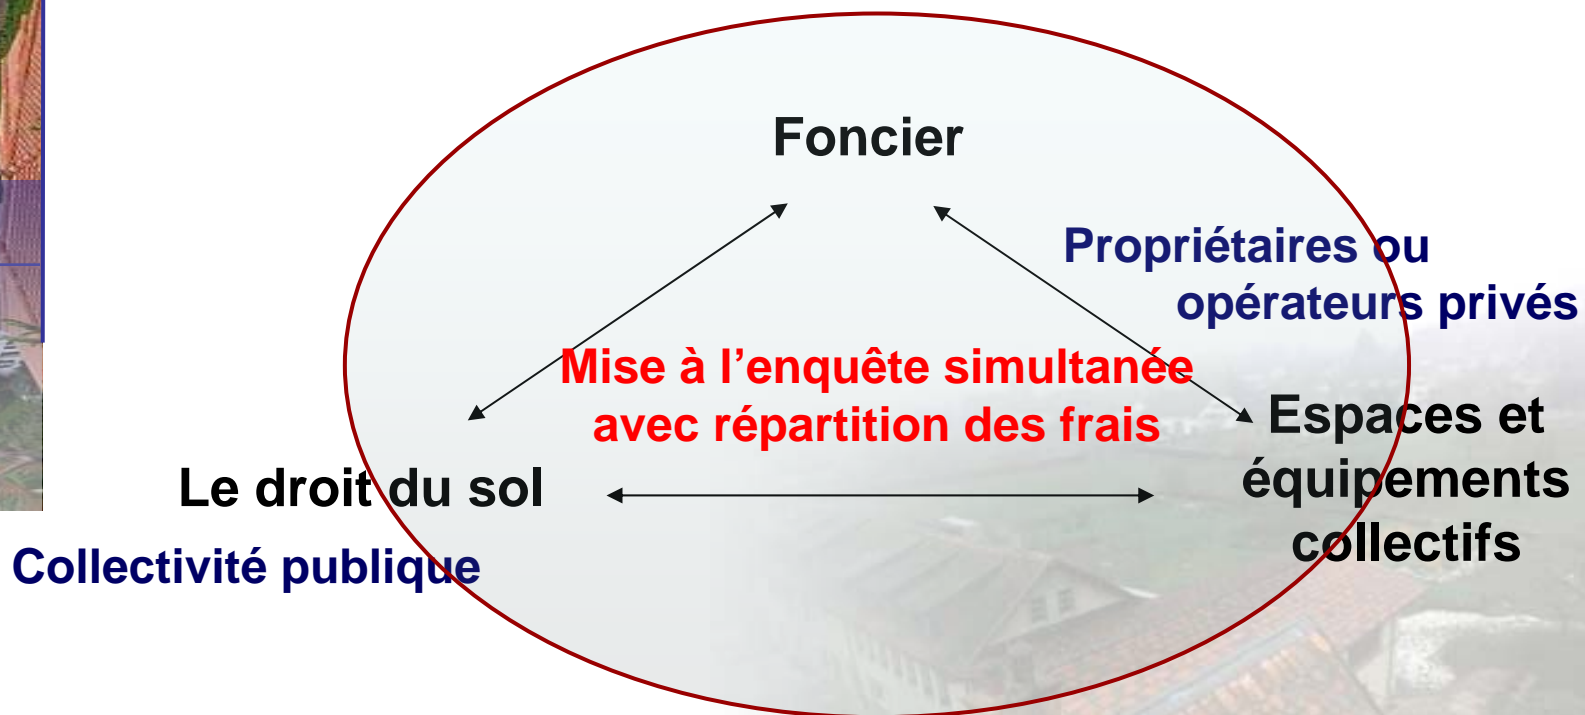 Foncier
Propriétaires ou
opérateurs privés
Mise à l’enquête simultanée
avec répartition des frais
Espaces et
équipements
collectifs
Le droit du sol
Collectivité publique